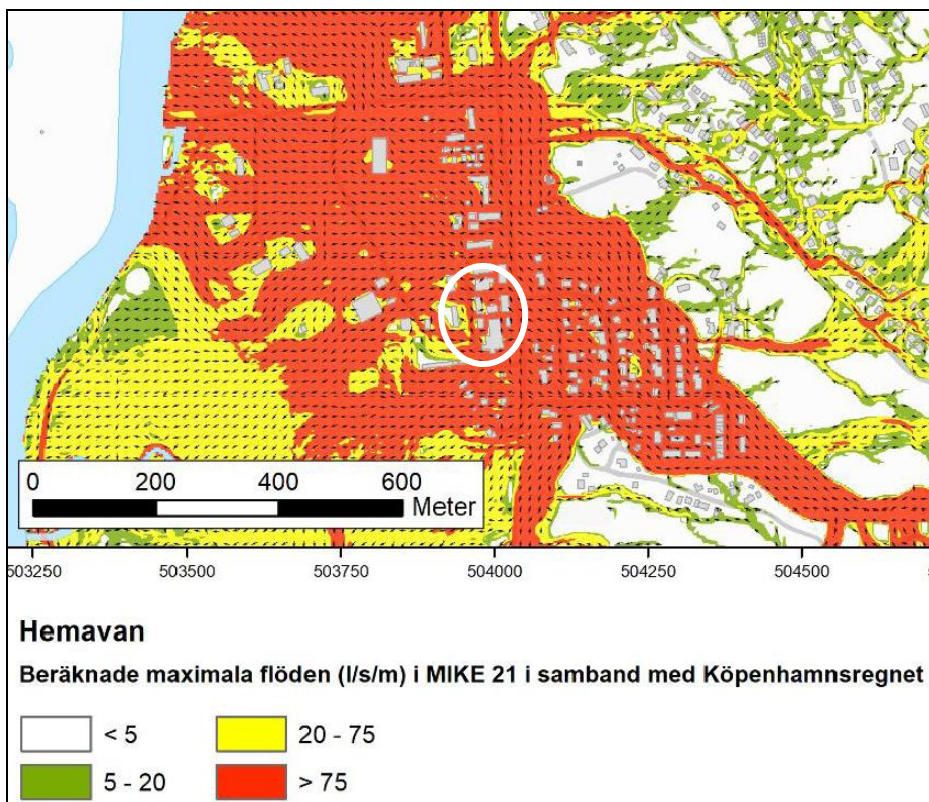 0 200 400 600
Meter
503250 503500 503750 504000 504250 504500
Hemavan
Beräknade maximala flöden (l/s/m) i MIKE 21 i samband med Köpenhamnsregnet
< 5 20 - 75
5 - 20 > 75